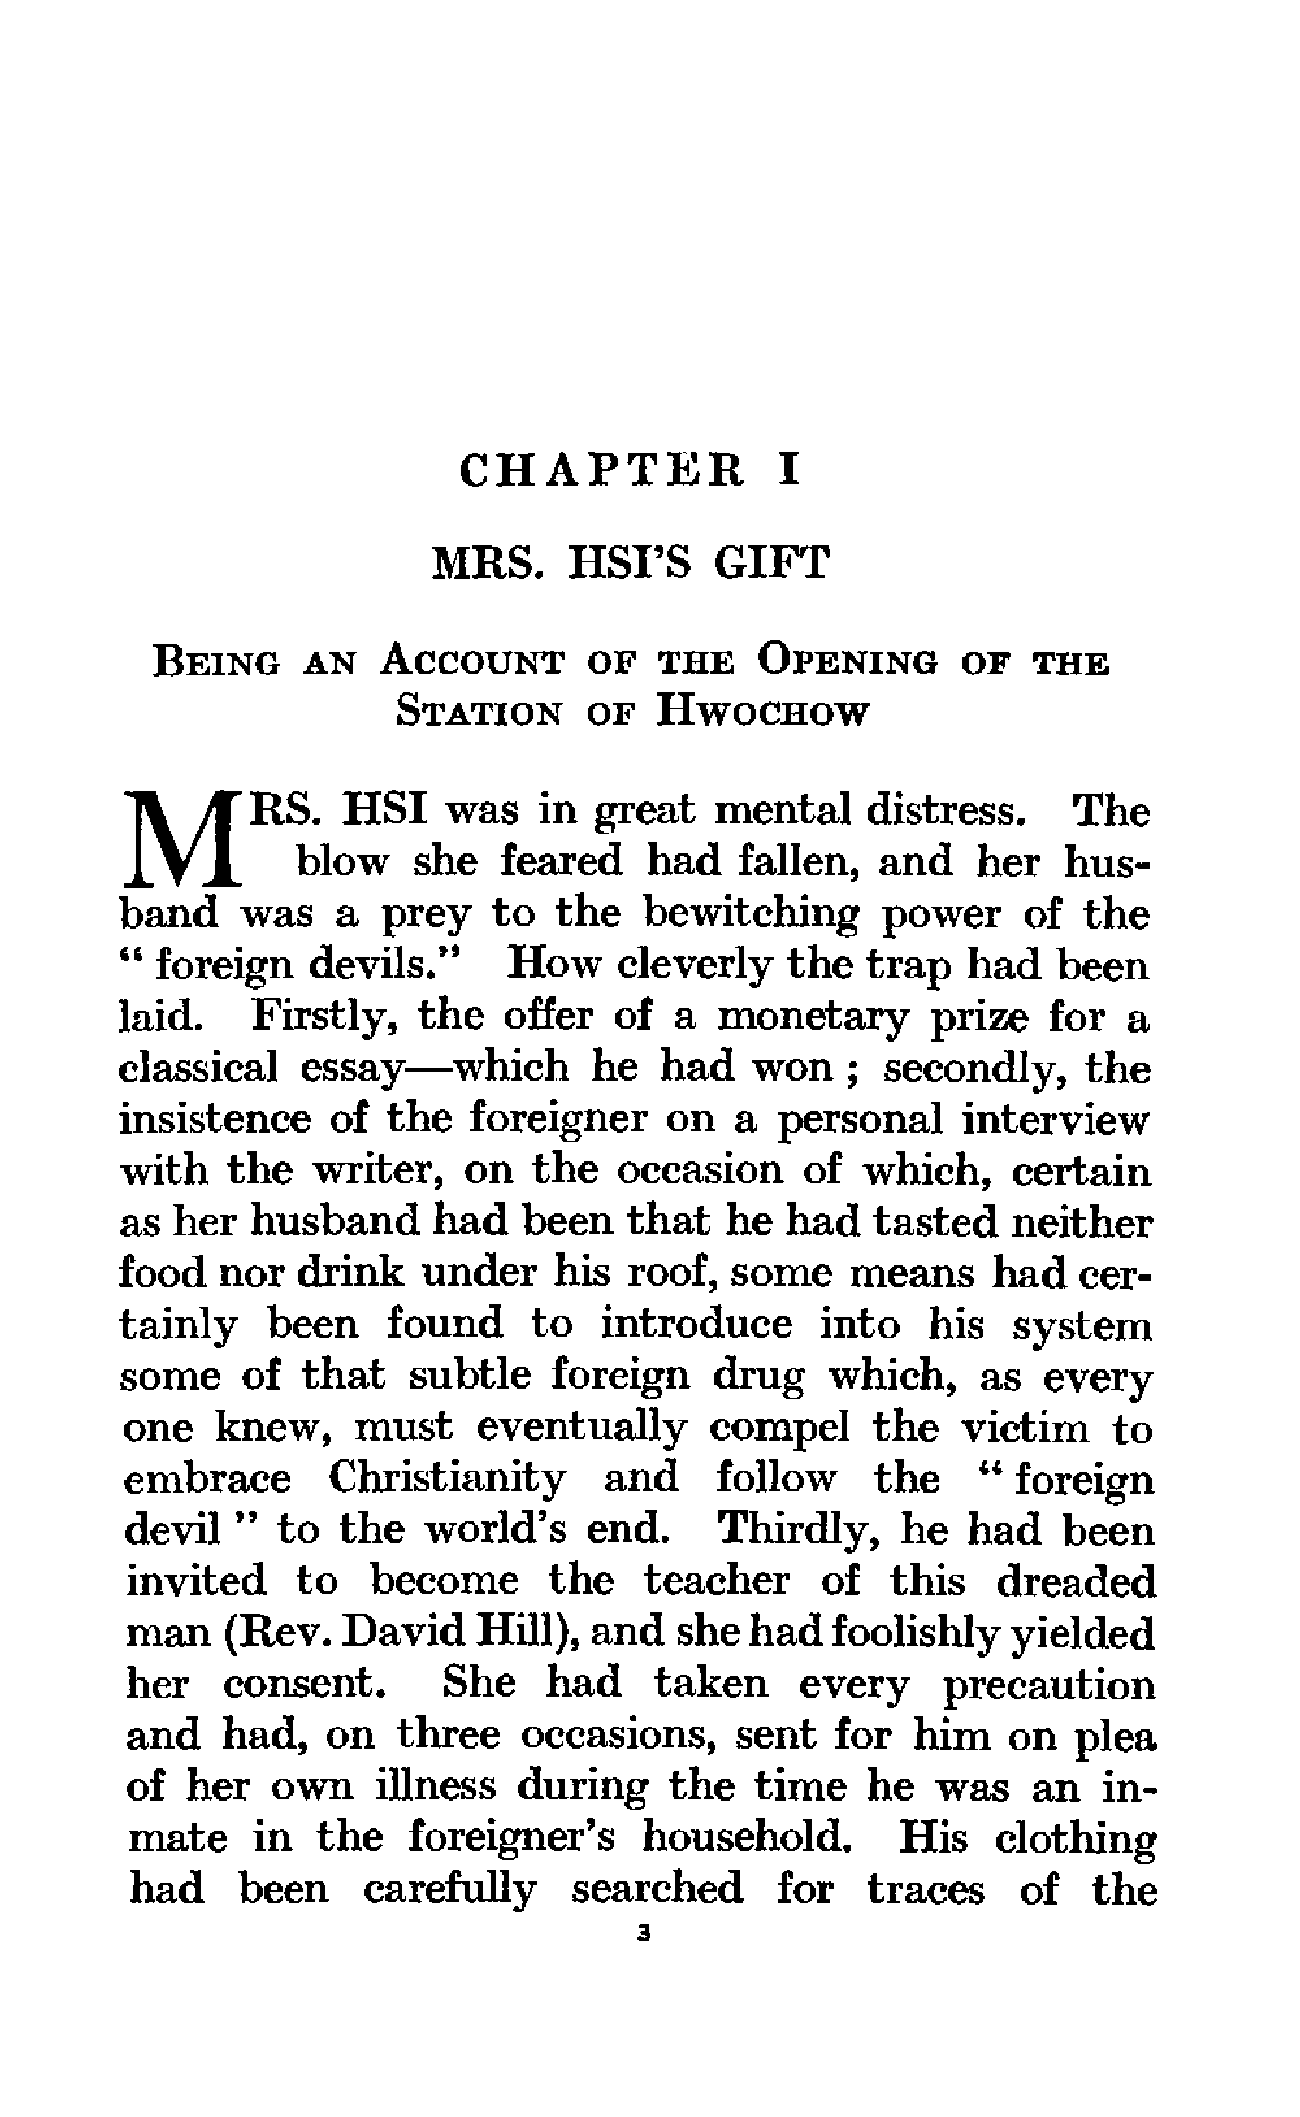 CHAPTER I
MRS. HSI'S GIFT
BEING AN ACCOUNT OF THE OPENING OF THE
STATION OF HWOCHOW
MRS. HSI was in great mental distress. The
blow she feared had fallen, and her hus-
band was a prey to the bewitching power of the
“ foreign devils.” How cleverly the trap had been
laid. Firstly, the offer of a monetary prize for a
classical essay—which he had won ; secondly, the
insistence of the foreigner on a personal interview
with the writer, on the occasion of which, certain
as her husband had been that he had tasted neither
food nor drink under his roof, some means had cer-
tainly been found to introduce into his system
some of that subtle foreign drug which, as every
one knew, must eventually compel the victim to
embrace Christianity and follow the “ foreign
devil ” to the world's end. Thirdly, he had been
invited to become the teacher of this dreaded
man (Rev. David Hill), and she had foolishly yielded
her consent. She had taken every precaution
and had, on three occasions, sent for him on plea
of her own illness during the time he was an in-
mate in the foreigner's household. His clothing
had been carefully searched for traces of the
3